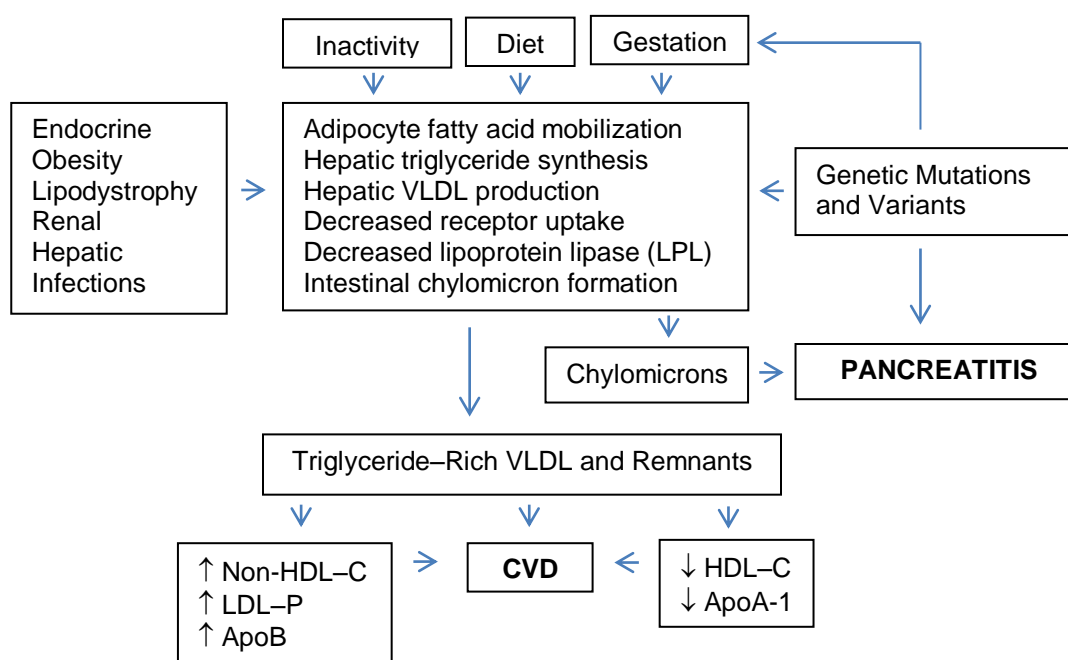 Inactivity
Diet
Gestation
Endocrine
Obesity
Lipodystrophy
Renal
Hepatic
Infections
Adipocyte fatty acid mobilization
Hepatic triglyceride synthesis
Hepatic VLDL production
Decreased receptor uptake
Decreased lipoprotein lipase (LPL)
Intestinal chylomicron formation
Genetic Mutations
and Variants
Chylomicrons
PANCREATITIS
Triglyceride–Rich VLDL and Remnants
↑ Non-HDL–C
↑ LDL–P
↑ ApoB
CVD
↓ HDL–C
↓ ApoA-1